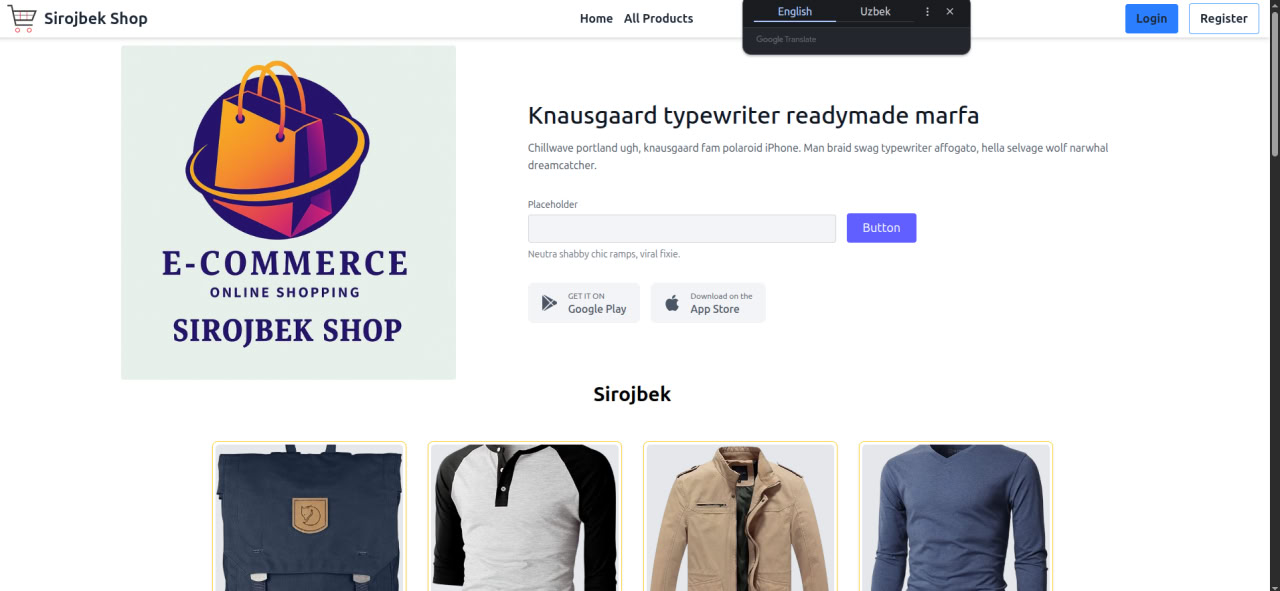 Sirojbek Shop
Home All Products
English Uzbek
Google Translate
Login Register
E-COMMERCE
ONLINE SHOPPING
SIROJBEK SHOP
Knausgaard typewriter readymade marfa
Chillwave portland ugh, knausgaard fam polaroid iPhone. Man braid swag typewriter affogato, hella selvage wolf narwhal
dreamcatcher.
Placeholder
Button
Neutra shabby chic ramps, viral fixie.
GET IT ON
Google Play
Download on the
App Store
Sirojbek